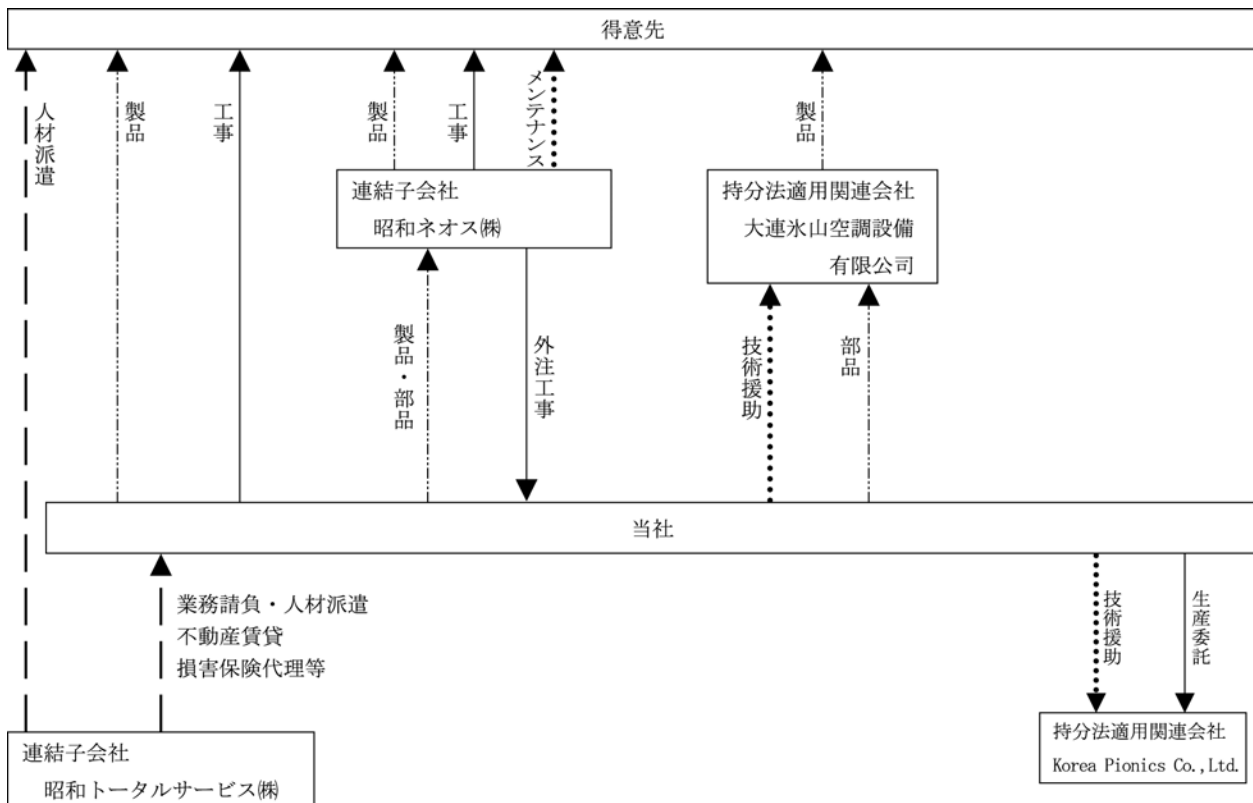 得意先
人材派遣
製品
工事
製品
工事
メンテナンス
製品
連結子会社
昭和ネオス㈱
持分法適用関連会社
大連氷山空調設備
有限公司
製品・部品
外注工事
技術援助
部品
当社
業務請負・人材派遣
不動産賃貸
損害保険代理等
技術援助
生産委託
連結子会社
昭和トータルサービス㈱
持分法適用関連会社
Korea Pionics Co.,Ltd.